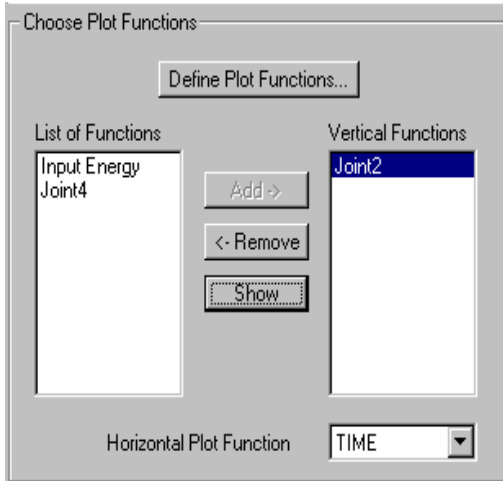 Choose Plot Functions
Define Plot Functions...
List of Functions
Vertical Functions
Input Energy
Joint4
Joint2
Add ->
<- Remove
Show
Horizontal Plot Function
TIME